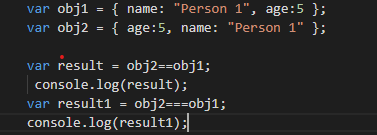 var obj1 = { name: "Person 1", age:5 };
var obj2 = { age:5, name: "Person 1" };
var result = obj2==obj1;
console.log(result);
var result1 = obj2===obj1;
console.log(result1);